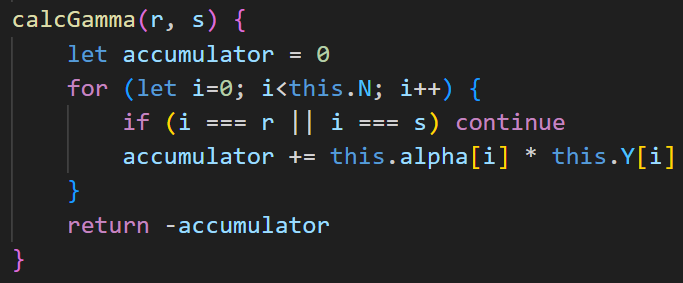 calcGamma(r, s) {
    let accumulator = 0
    for (let i=0; i<this.N; i++) {
        if (i === r || i === s) continue
        accumulator += this.alpha[i] * this.Y[i]
    }
    return -accumulator
}